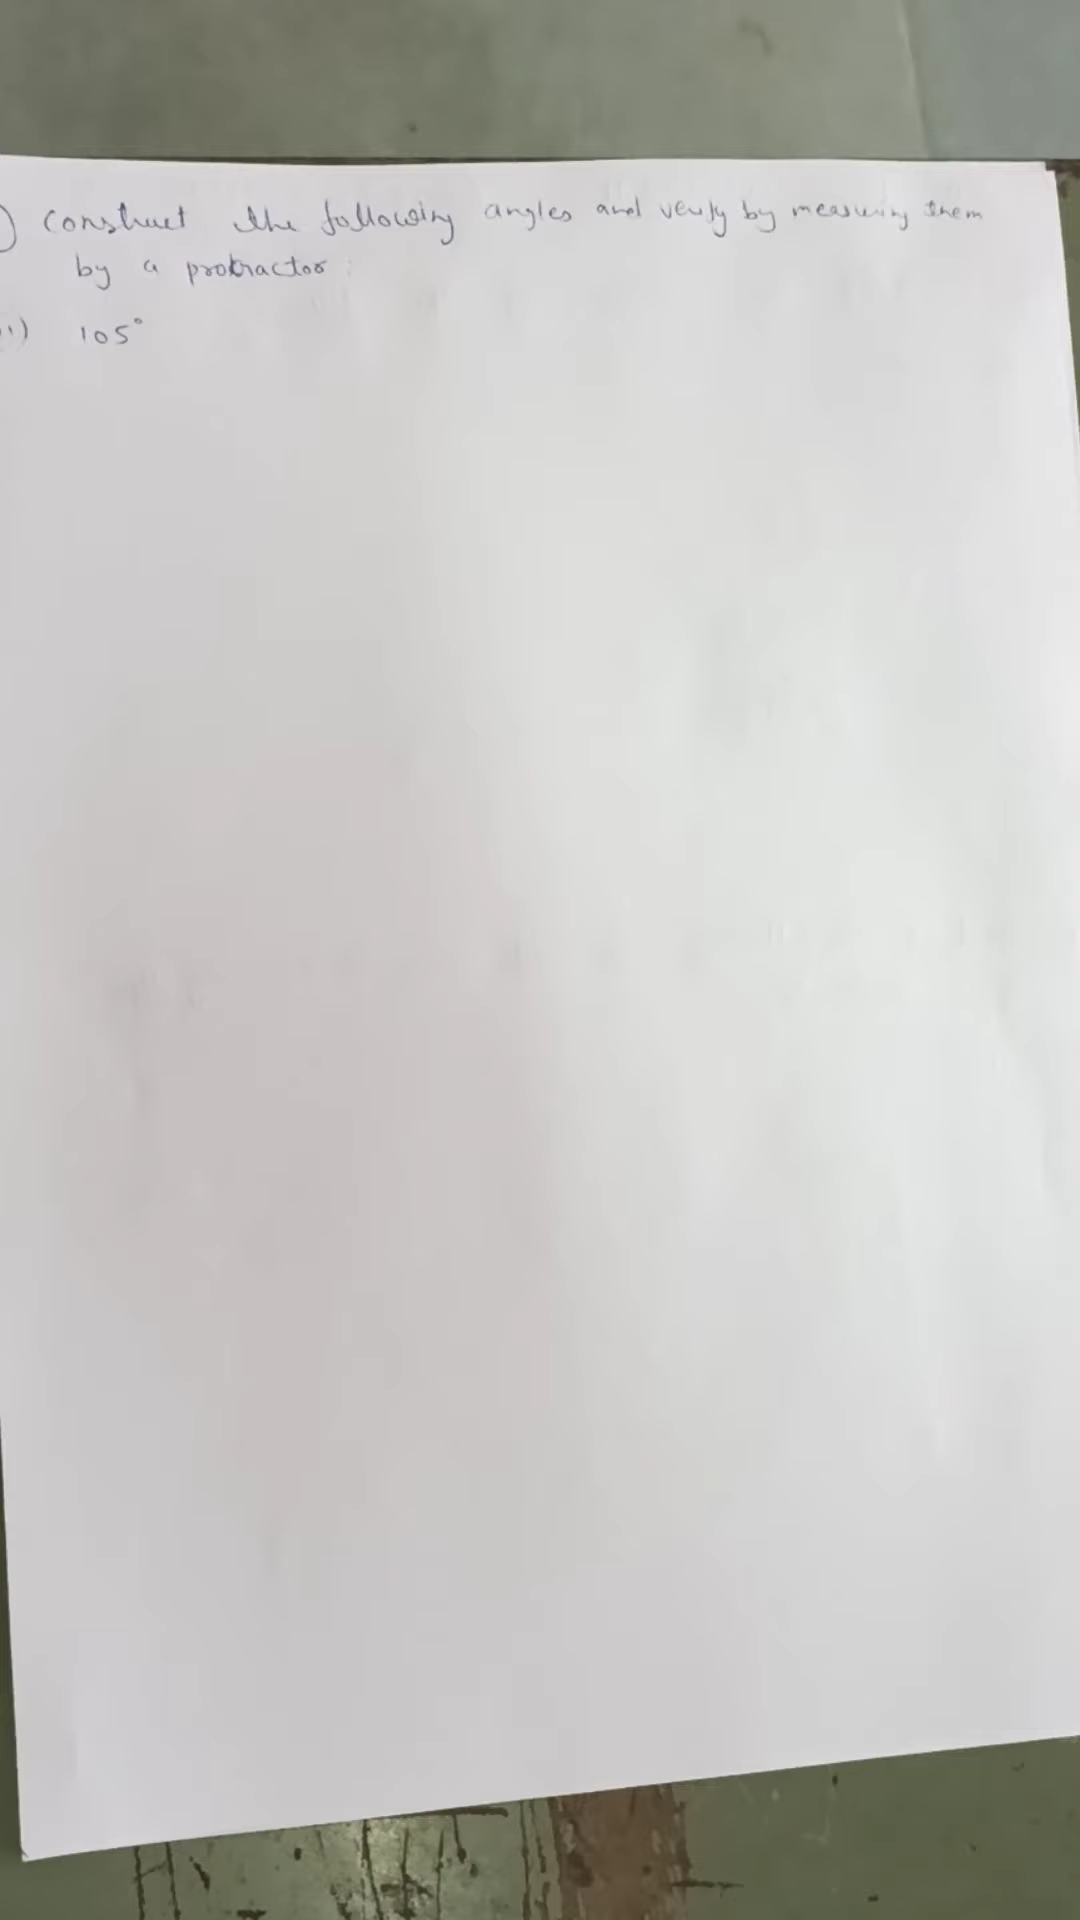 ) construct the following angles and verify by measuring them
by a protractor :
i) 105°